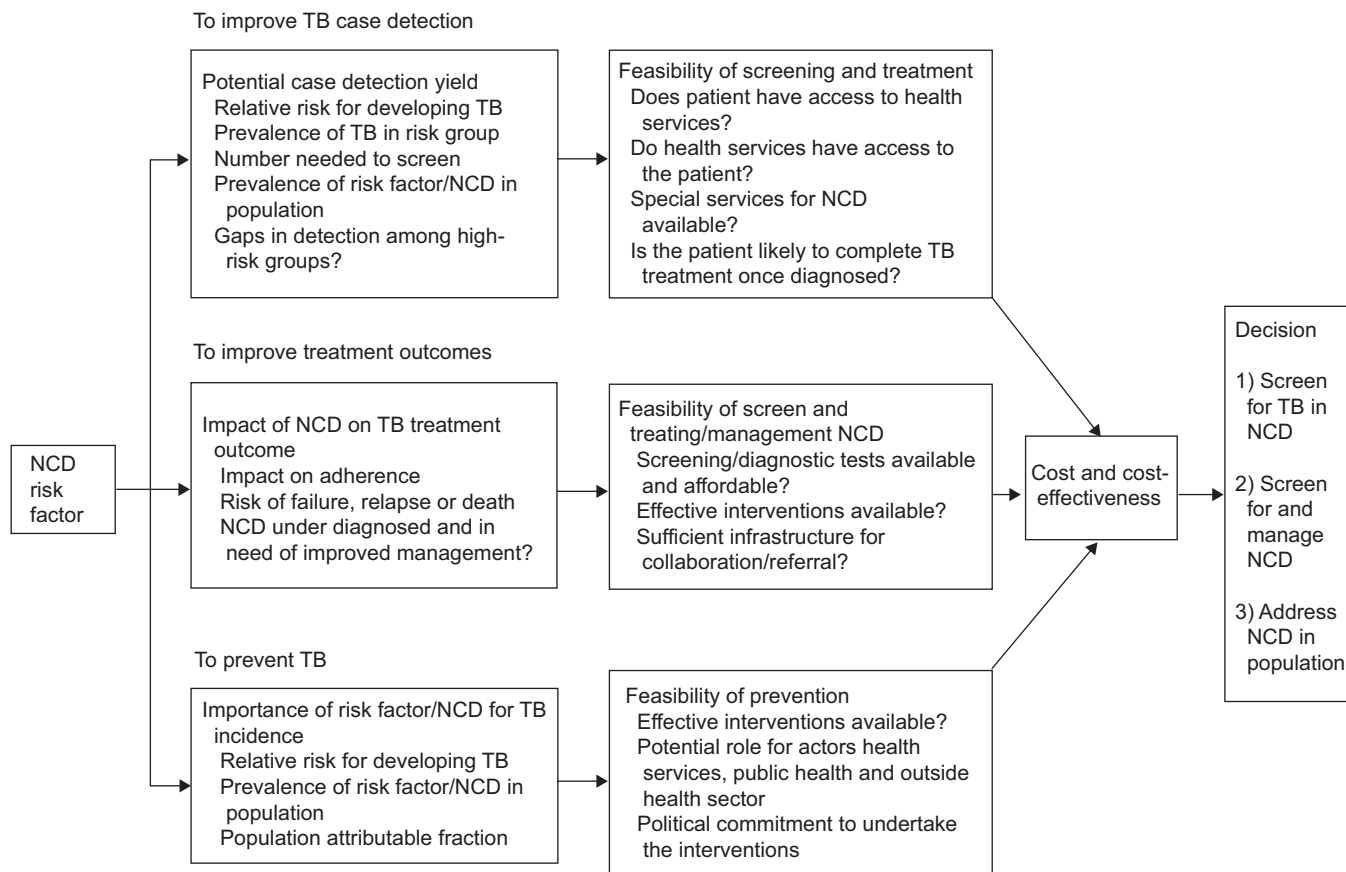 To improve TB case detection
Potential case detection yield
Relative risk for developing TB
Prevalence of TB in risk group
Number needed to screen
Prevalence of risk factor/NCD in
population
Gaps in detection among high-
risk groups?
Feasibility of screening and treatment
Does patient have access to health
services?
Do health services have access to
the patient?
Special services for NCD
available?
Is the patient likely to complete TB
treatment once diagnosed?
To improve treatment outcomes
NCD
risk
factor
Impact of NCD on TB treatment
outcome
Impact on adherence
Risk of failure, relapse or death
NCD under diagnosed and in
need of improved management?
Feasibility of screen and
treating/management NCD
Screening/diagnostic tests available
and affordable?
Effective interventions available?
Sufficient infrastructure for
collaboration/referral?
Cost and cost-
effectiveness
Decision
1) Screen
for TB in
NCD
2) Screen
for and
manage
NCD
3) Address
NCD in
population
To prevent TB
Importance of risk factor/NCD for TB
incidence
Relative risk for developing TB
Prevalence of risk factor/NCD in
population
Population attributable fraction
Feasibility of prevention
Effective interventions available?
Potential role for actors health
services, public health and outside
health sector
Political commitment to undertake
the interventions